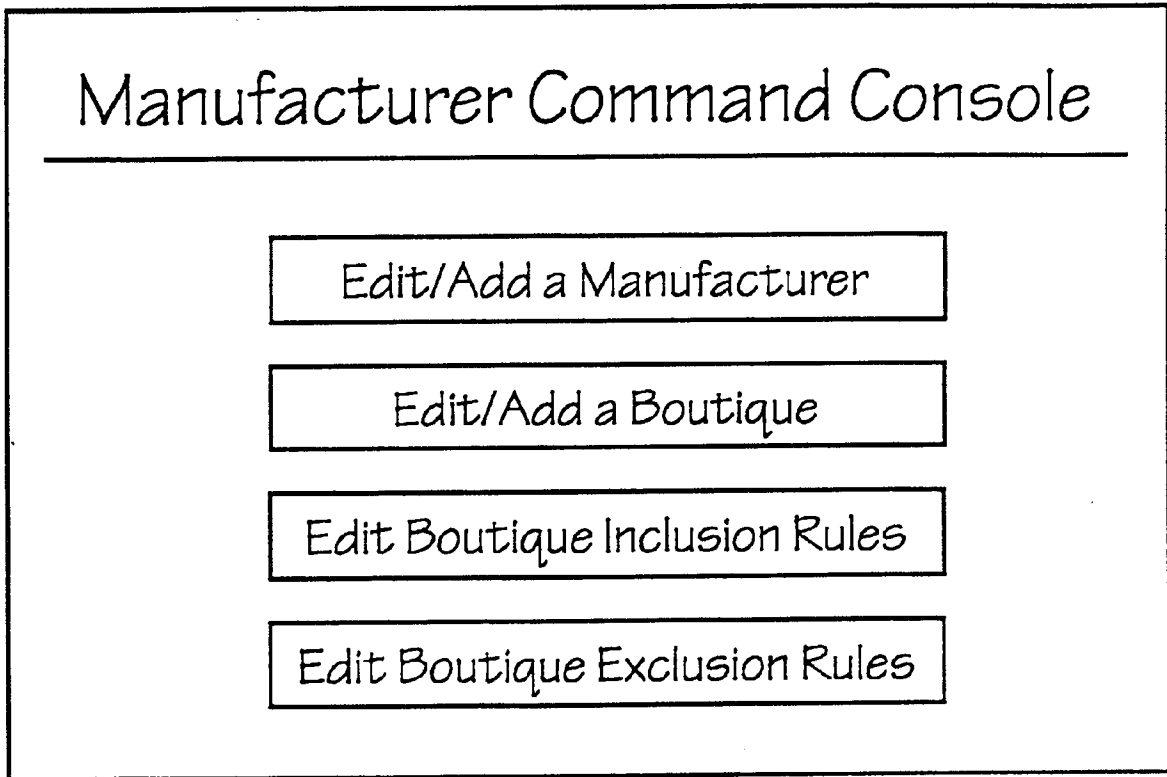 Manufacturer Command Console
Edit/Add a Manufacturer
Edit/Add a Boutique
Edit Boutique Inclusion Rules
Edit Boutique Exclusion Rules